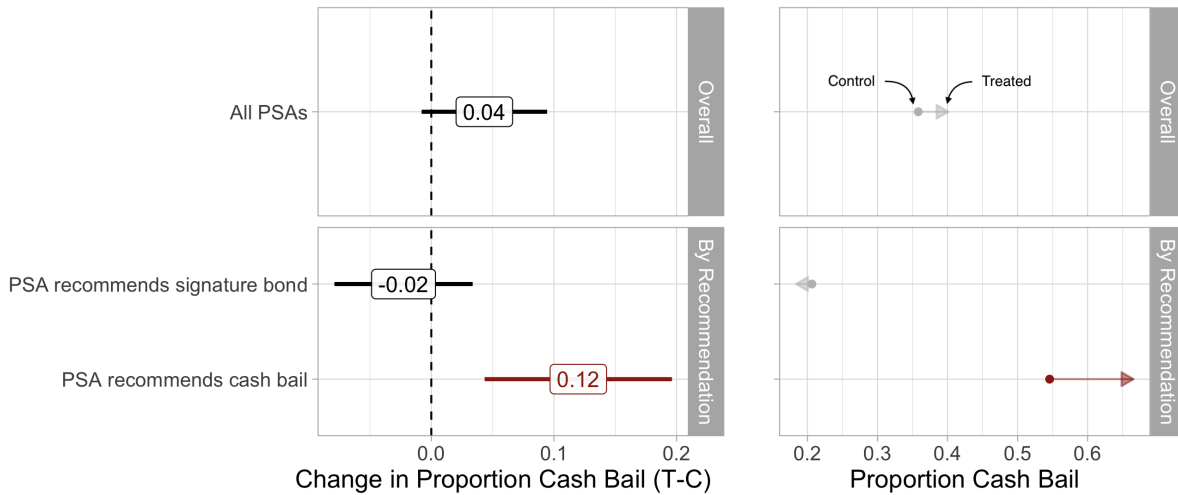 All PSAs
0.04
Overall
Control
Treated
Overall
PSA recommends signature bond
-0.02
PSA recommends cash bail
0.12
By Recommendation
By Recommendation
0.0 0.1 0.2
0.2 0.3 0.4 0.5 0.6
Change in Proportion Cash Bail (T-C)
Proportion Cash Bail